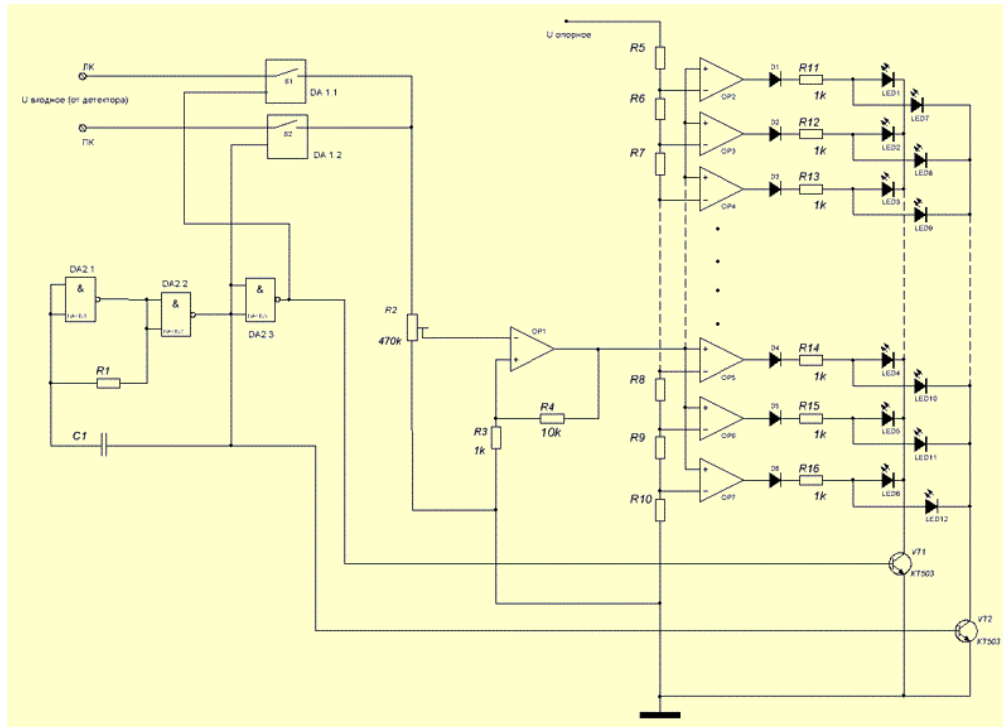 U опорное
ЛК
U входное (от детектора)
ПК
S1
DA 1.1
S2
DA 1.2
DA2.1
&
DA2.2
&
&
DA2.3
R1
C1
R2
470k
OP1
R3
1k
R4
10k
R5
R6
R7
R8
R9
R10
OP2
D1
R11
1k
LED1
LED7
OP3
D2
R12
1k
LED2
LED8
OP4
D3
R13
1k
LED3
LED9
OP5
D4
R14
1k
LED4
LED10
OP6
D5
R15
1k
LED5
LED11
OP7
D6
R16
1k
LED6
LED12
VT1
КТ503
VT2
КТ503